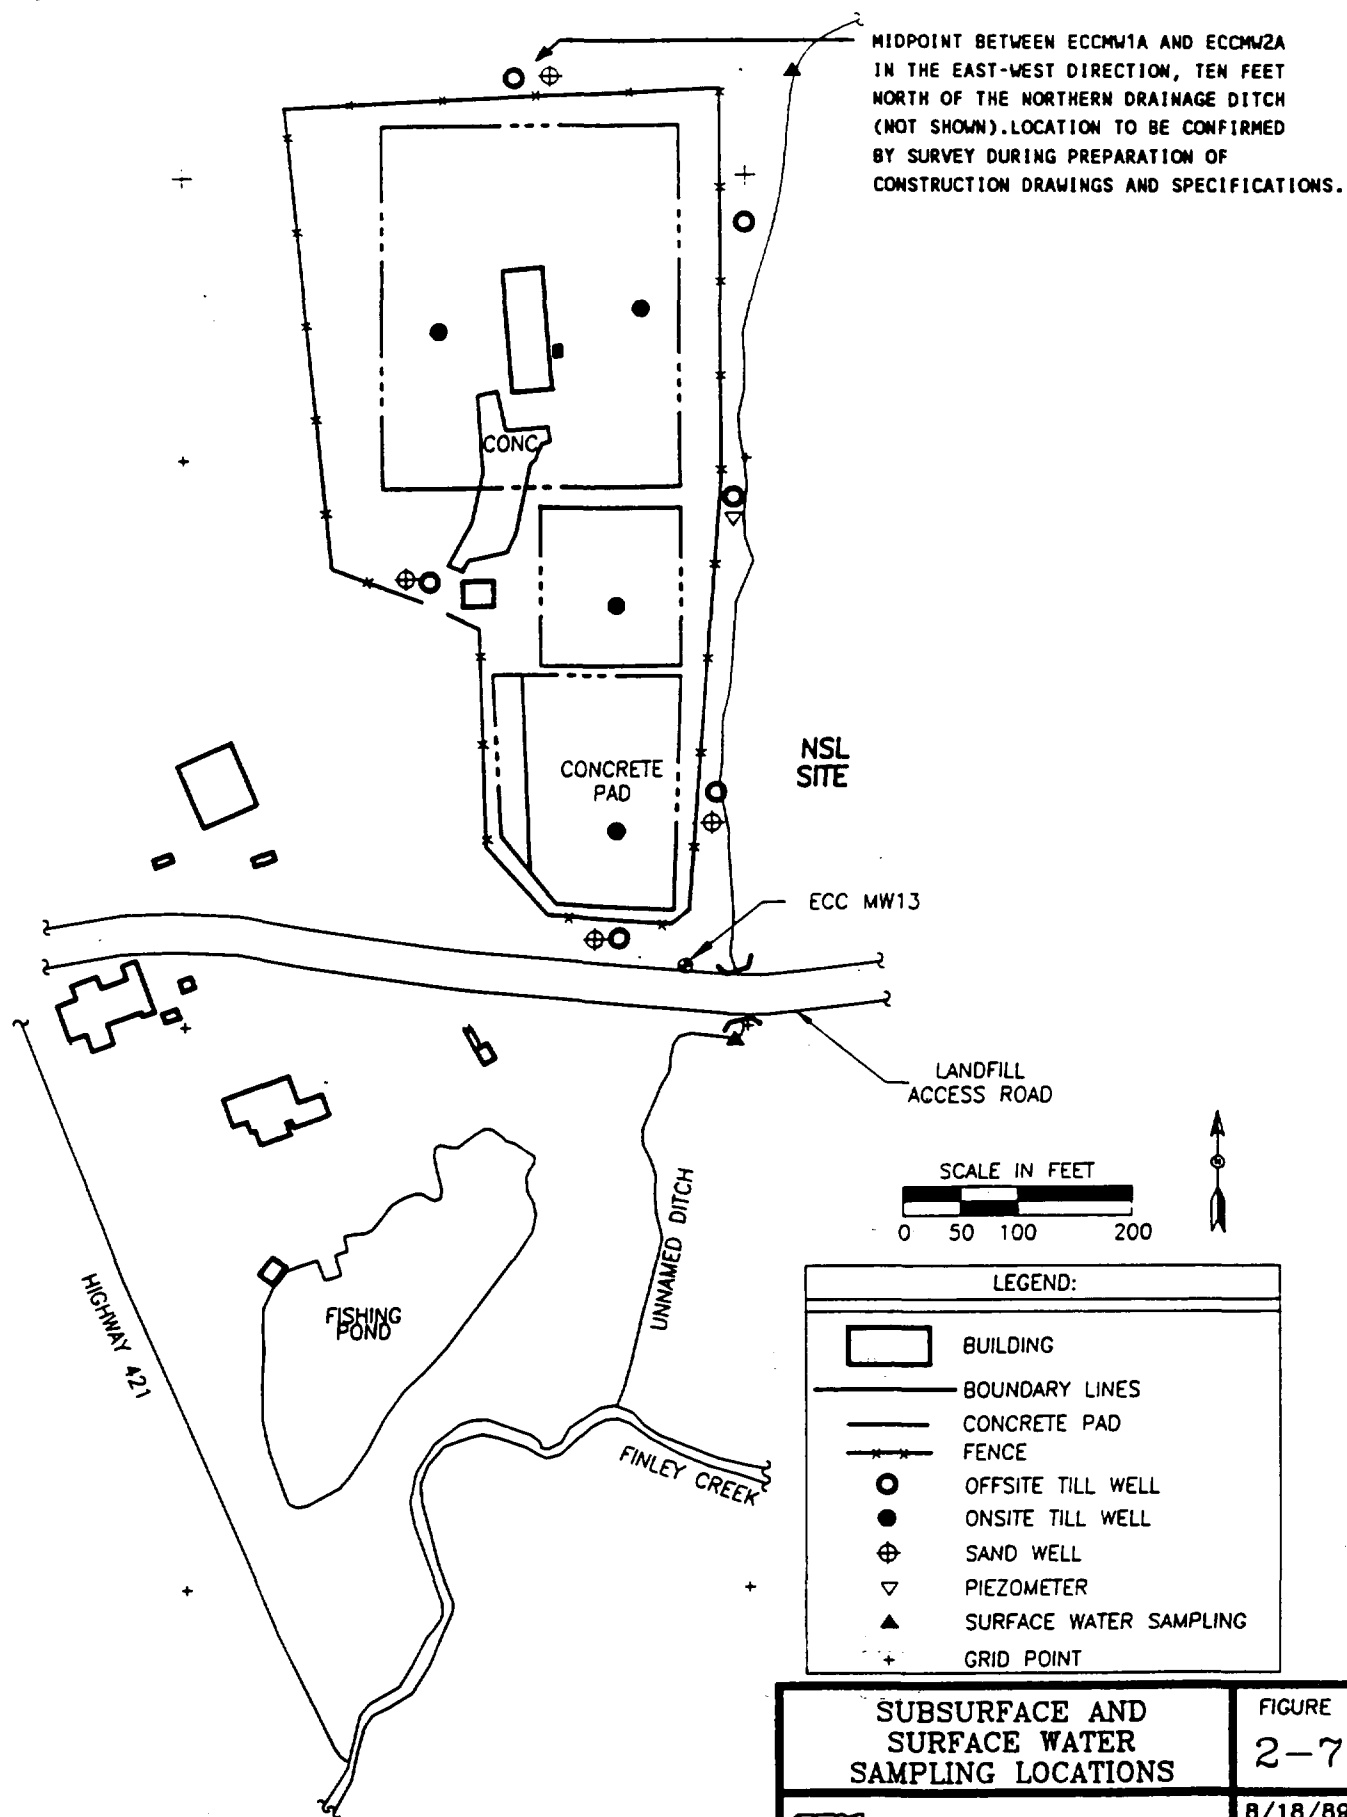 MIDPOINT BETWEEN ECCMW1A AND ECCMW2A
IN THE EAST-WEST DIRECTION, TEN FEET
NORTH OF THE NORTHERN DRAINAGE DITCH
(NOT SHOWN).LOCATION TO BE CONFIRMED
BY SURVEY DURING PREPARATION OF
CONSTRUCTION DRAWINGS AND SPECIFICATIONS.
CONC
NSL
SITE
CONCRETE
PAD
ECC MW13
LANDFILL
ACCESS ROAD
SCALE IN FEET
0 50 100 200
UNNAMED DITCH
HIGHWAY 421
FISHING
POND
FINLEY CREEK
LEGEND:
BUILDING
BOUNDARY LINES
CONCRETE PAD
FENCE
OFFSITE TILL WELL
ONSITE TILL WELL
SAND WELL
PIEZOMETER
SURFACE WATER SAMPLING
GRID POINT
SUBSURFACE AND
SURFACE WATER
SAMPLING LOCATIONS
FIGURE
2-7
8/18/89